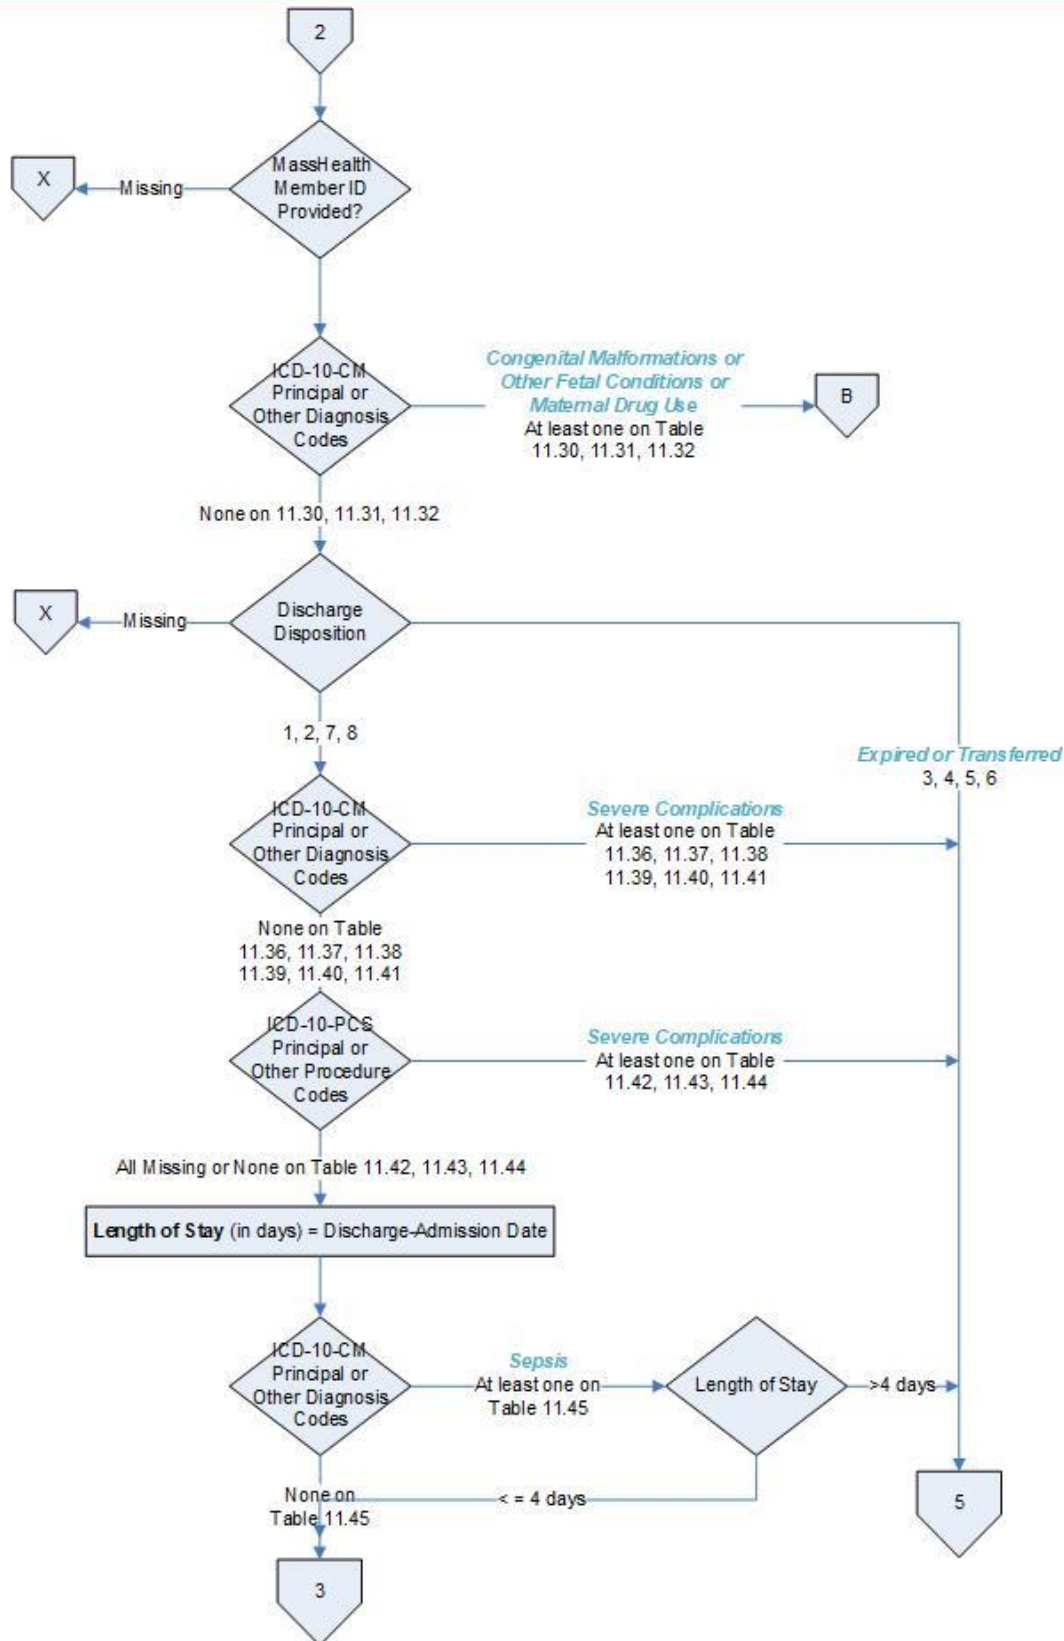 2
MassHealth
Member ID
Provided?
X
Missing
ICD-10-CM
Principal or
Other Diagnosis
Codes
Congenital Malformations or
Other Fetal Conditions or
Maternal Drug Use
At least one on Table
11.30, 11.31, 11.32
B
None on 11.30, 11.31, 11.32
X
Missing
Discharge
Disposition
1, 2, 7, 8
Expired or Transferred
3, 4, 5, 6
ICD-10-CM
Principal or
Other Diagnosis
Codes
Severe Complications
At least one on Table
11.36, 11.37, 11.38
11.39, 11.40, 11.41
None on Table
11.36, 11.37, 11.38
11.39, 11.40, 11.41
ICD-10-PCS
Principal or
Other Procedure
Codes
Severe Complications
At least one on Table
11.42, 11.43, 11.44
All Missing or None on Table 11.42, 11.43, 11.44
Length of Stay (in days) = Discharge-Admission Date
ICD-10-CM
Principal or
Other Diagnosis
Codes
Sepsis
At least one on
Table 11.45
Length of Stay
>4 days
None on
Table 11.45
< = 4 days
5
3